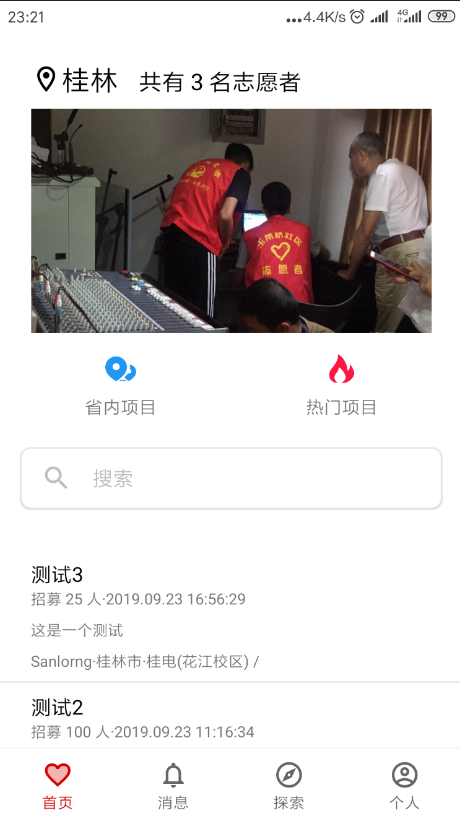 23:21
...4.4K/s 4G 99
桂林 共有 3 名志愿者
志愿者
省内项目 热门项目
搜索
测试3
招募 25 人·2019.09.23 16:56:29
这是一个测试
Sanlorng·桂林市·桂电(花江校区) /
测试2
招募 100 人·2019.09.23 11:16:34
首页 消息 探索 个人